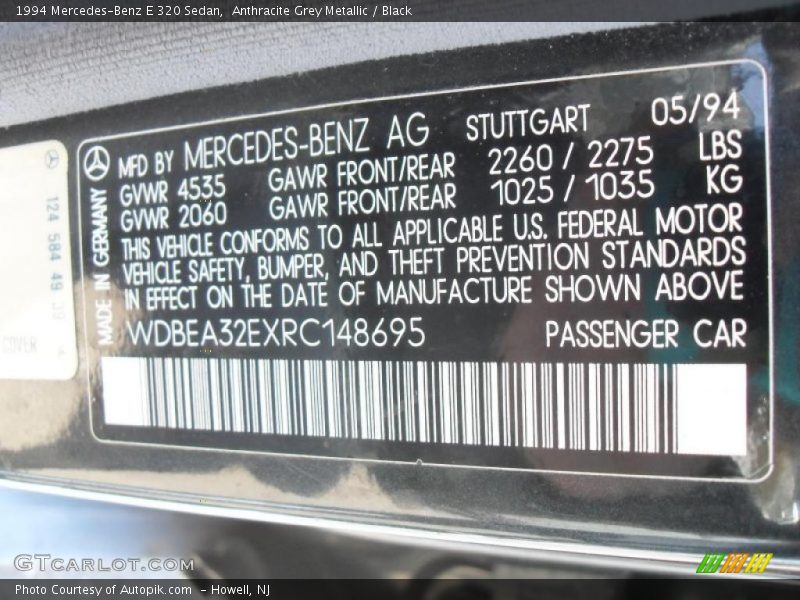 1994 Mercedes-Benz E 320 Sedan, Anthracite Grey Metallic / Black
MFD BY MERCEDES-BENZ AG STUTTGART 05/94
GVWR 4535 GAWR FRONT/REAR 2260 / 2275 LBS
GVWR 2060 GAWR FRONT/REAR 1025 / 1035 KG
THIS VEHICLE CONFORMS TO ALL APPLICABLE U.S. FEDERAL MOTOR
VEHICLE SAFETY, BUMPER, AND THEFT PREVENTION STANDARDS
IN EFFECT ON THE DATE OF MANUFACTURE SHOWN ABOVE
WDBEA32EXRC148695 PASSENGER CAR
MADE IN GERMANY
124 584 49 39
COVER
GTcarlot.com
Photo Courtesy of Autopik.com - Howell, NJ